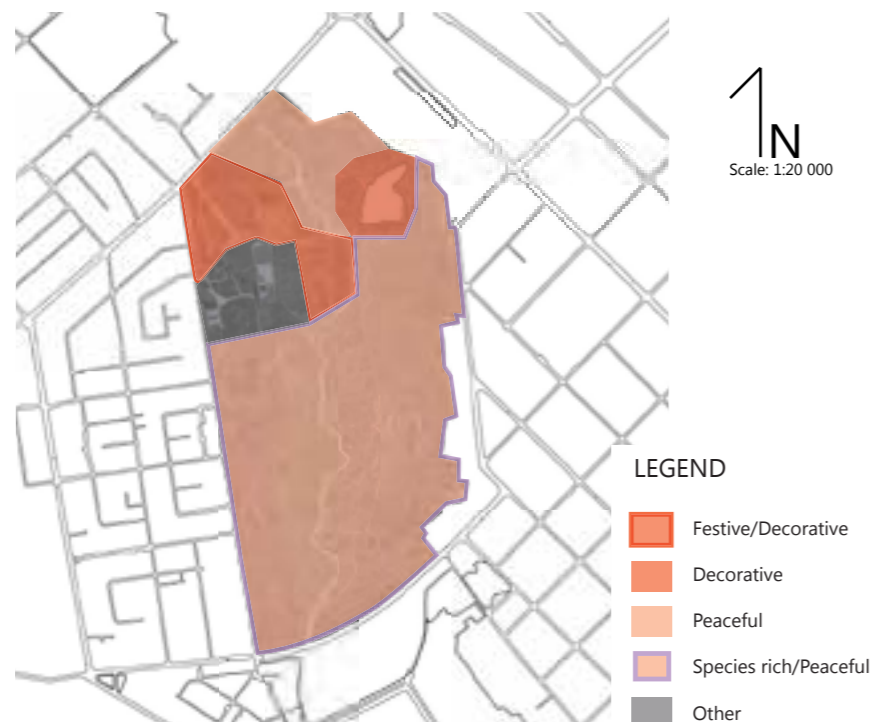 N
Scale: 1:20 000
LEGEND
Festive/Decorative
Decorative
Peaceful
Species rich/Peaceful
Other